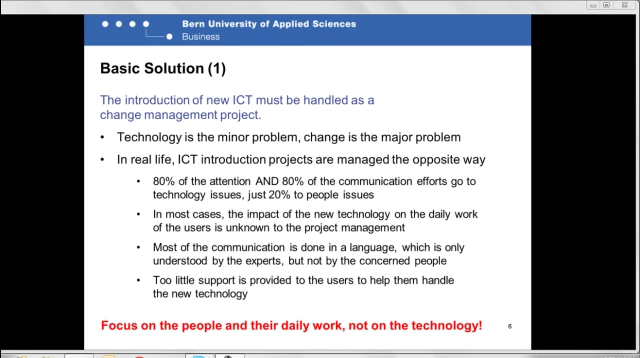 Bern University of Applied Sciences
Business
Basic Solution (1)
The introduction of new ICT must be handled as a
change management project.
• Technology is the minor problem, change is the major problem
• In real life, ICT introduction projects are managed the opposite way
• 80% of the attention AND 80% of the communication efforts go to
technology issues, just 20% to people issues
• In most cases, the impact of the new technology on the daily work
of the users is unknown to the project management
• Most of the communication is done in a language, which is only
understood by the experts, but not by the concerned people
• Too little support is provided to the users to help them handle
the new technology
Focus on the people and their daily work, not on the technology!
6